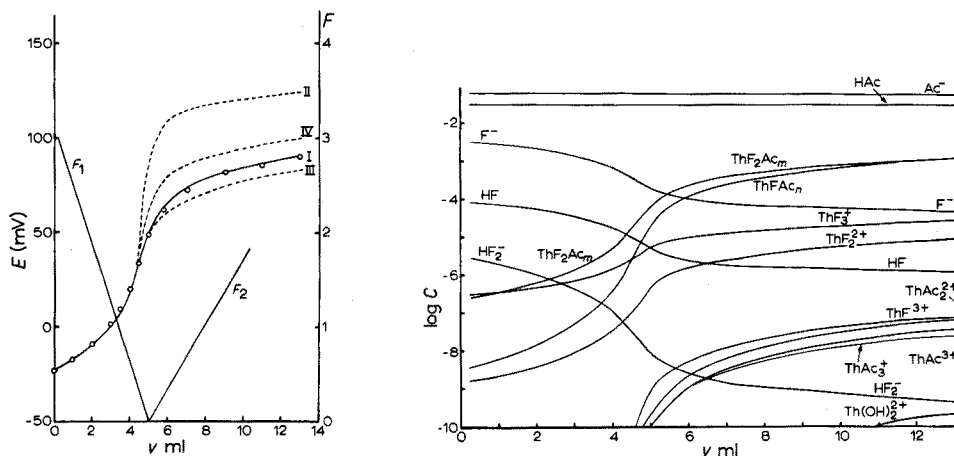 150
100
50
0
-50
E (mV)
0
2
4
6
8
10
12
14
v ml
F
4
3
2
1
0
F₁
F₂
II
IV
I
III
-2
-4
-6
-8
-10
log C
0
2
4
6
8
10
12
v ml
HAc
Ac⁻
F⁻
ThF₂Acₘ
ThFAcₙ
HF
ThF₃⁺
F⁻
ThF₂²⁺
HF₂⁻
ThF₂Acₘ
HF
ThAc₂²⁺
ThF³⁺
ThAc₃⁺
ThAc³⁺
HF₂⁻
Th(OH)₂²⁺